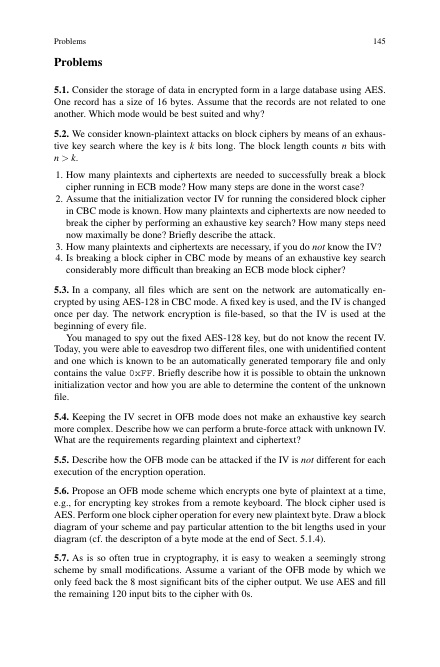 Problems 145
Problems
5.1. Consider the storage of data in encrypted form in a large database using AES.
One record has a size of 16 bytes. Assume that the records are not related to one
another. Which mode would be best suited and why?
5.2. We consider known-plaintext attacks on block ciphers by means of an exhaus-
tive key search where the key is k bits long. The block length counts n bits with
n > k.
1. How many plaintexts and ciphertexts are needed to successfully break a block
cipher running in ECB mode? How many steps are done in the worst case?
2. Assume that the initialization vector IV for running the considered block cipher
in CBC mode is known. How many plaintexts and ciphertexts are now needed to
break the cipher by performing an exhaustive key search? How many steps need
now maximally be done? Briefly describe the attack.
3. How many plaintexts and ciphertexts are necessary, if you do not know the IV?
4. Is breaking a block cipher in CBC mode by means of an exhaustive key search
considerably more difficult than breaking an ECB mode block cipher?
5.3. In a company, all files which are sent on the network are automatically en-
crypted by using AES-128 in CBC mode. A fixed key is used, and the IV is changed
once per day. The network encryption is file-based, so that the IV is used at the
beginning of every file.
You managed to spy out the fixed AES-128 key, but do not know the recent IV.
Today, you were able to eavesdrop two different files, one with unidentified content
and one which is known to be an automatically generated temporary file and only
contains the value 0xFF. Briefly describe how it is possible to obtain the unknown
initialization vector and how you are able to determine the content of the unknown
file.
5.4. Keeping the IV secret in OFB mode does not make an exhaustive key search
more complex. Describe how we can perform a brute-force attack with unknown IV.
What are the requirements regarding plaintext and ciphertext?
5.5. Describe how the OFB mode can be attacked if the IV is not different for each
execution of the encryption operation.
5.6. Propose an OFB mode scheme which encrypts one byte of plaintext at a time,
e.g., for encrypting key strokes from a remote keyboard. The block cipher used is
AES. Perform one block cipher operation for every new plaintext byte. Draw a block
diagram of your scheme and pay particular attention to the bit lengths used in your
diagram (cf. the descripton of a byte mode at the end of Sect. 5.1.4).
5.7. As is so often true in cryptography, it is easy to weaken a seemingly strong
scheme by small modifications. Assume a variant of the OFB mode by which we
only feed back the 8 most significant bits of the cipher output. We use AES and fill
the remaining 120 input bits to the cipher with 0s.